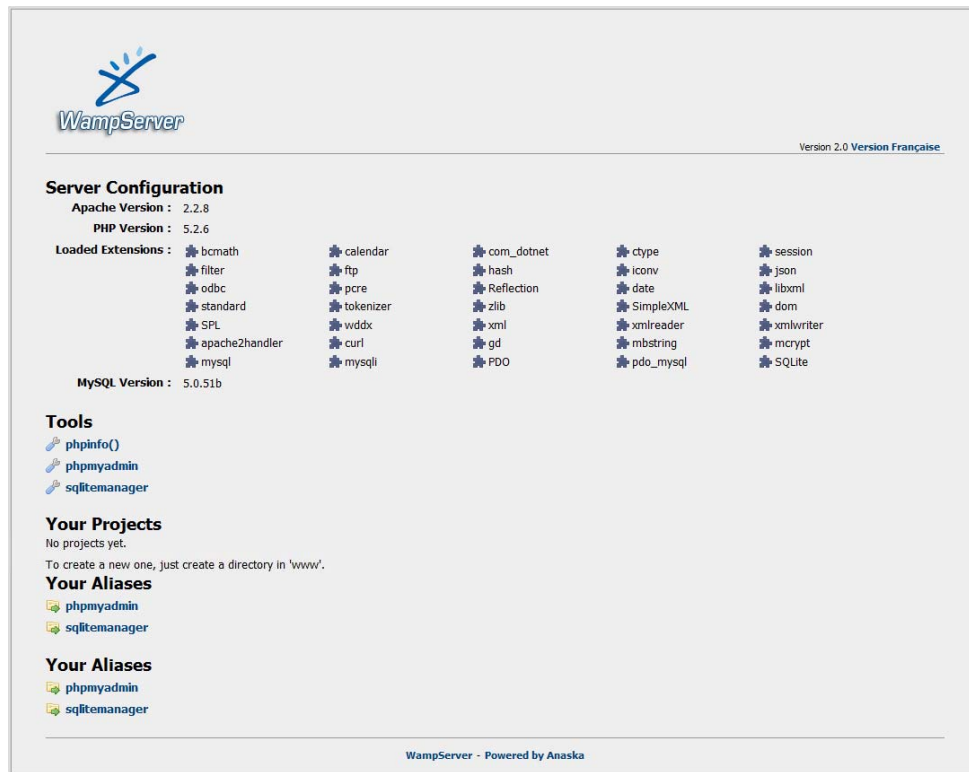 WampServer
Version 2.0 Version Française
Server Configuration
Apache Version : 2.2.8
PHP Version : 5.2.6
Loaded Extensions : bcmath calendar com_dotnet ctype session
filter ftp hash iconv json
odbc pcre Reflection date libxml
standard tokenizer zlib SimpleXML dom
SPL wddx xml xmlreader xmlwriter
apache2handler curl gd mbstring mcrypt
mysql mysqli PDO pdo_mysql SQLite
MySQL Version : 5.0.51b
Tools
phpinfo()
phpmyadmin
sqlitemanager
Your Projects
No projects yet.
To create a new one, just create a directory in 'www'.
Your Aliases
phpmyadmin
sqlitemanager
Your Aliases
phpmyadmin
sqlitemanager
WampServer - Powered by Anaska